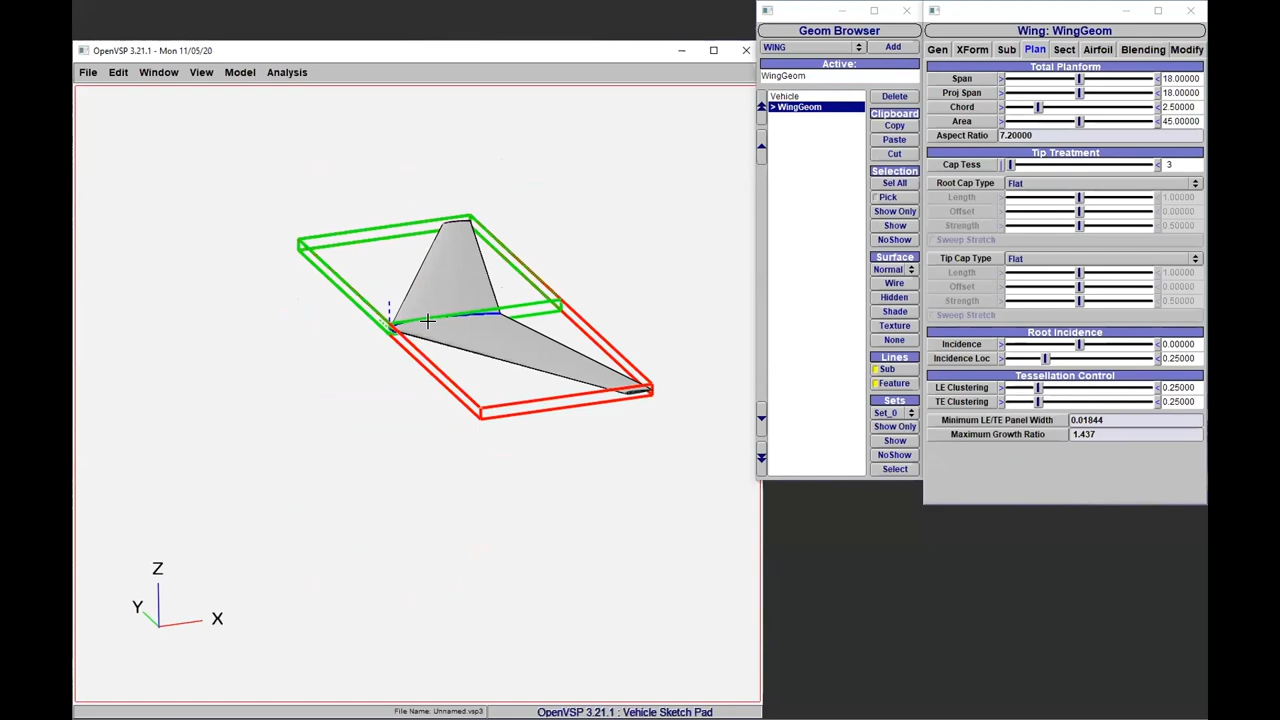 OpenVSP 3.21.1 - Mon 11/05/20
File Edit Window View Model Analysis
Z
Y
X
File Name: Unnamed.vsp3
OpenVSP 3.21.1 : Vehicle Sketch Pad
Geom Browser
WING Add
Active:
WingGeom
Vehicle
> WingGeom
Delete
Clipboard
Copy
Paste
Cut
Selection
Sel All
Pick
Show Only
Show
NoShow
Surface
Normal
Wire
Hidden
Shade
Texture
None
Lines
Sub
Feature
Sets
Set_0
Show Only
Show
NoShow
Select
Wing: WingGeom
Gen XForm Sub Plan Sect Airfoil Blending Modify
Total Planform
Span > < 18.00000
Proj Span > < 18.00000
Chord > < 2.50000
Area > < 45.00000
Aspect Ratio 7.20000
Tip Treatment
Cap Tess | < 3
Root Cap Type Flat
Length > < 1.00000
Offset > < 0.00000
Strength > < 0.50000
Sweep Stretch
Tip Cap Type Flat
Length > < 1.00000
Offset > < 0.00000
Strength > < 0.50000
Sweep Stretch
Root Incidence
Incidence > < 0.00000
Incidence Loc > < 0.25000
Tessellation Control
LE Clustering > < 0.25000
TE Clustering > < 0.25000
Minimum LE/TE Panel Width 0.01844
Maximum Growth Ratio 1.437